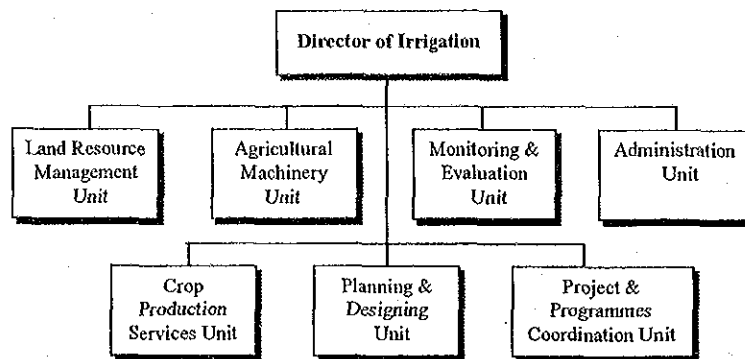 Director of Irrigation
Land Resource
Management
Unit
Agricultural
Machinery
Unit
Monitoring &
Evaluation
Unit
Administration
Unit
Crop
Production
Services Unit
Planning &
Designing
Unit
Project &
Programmes
Coordination Unit